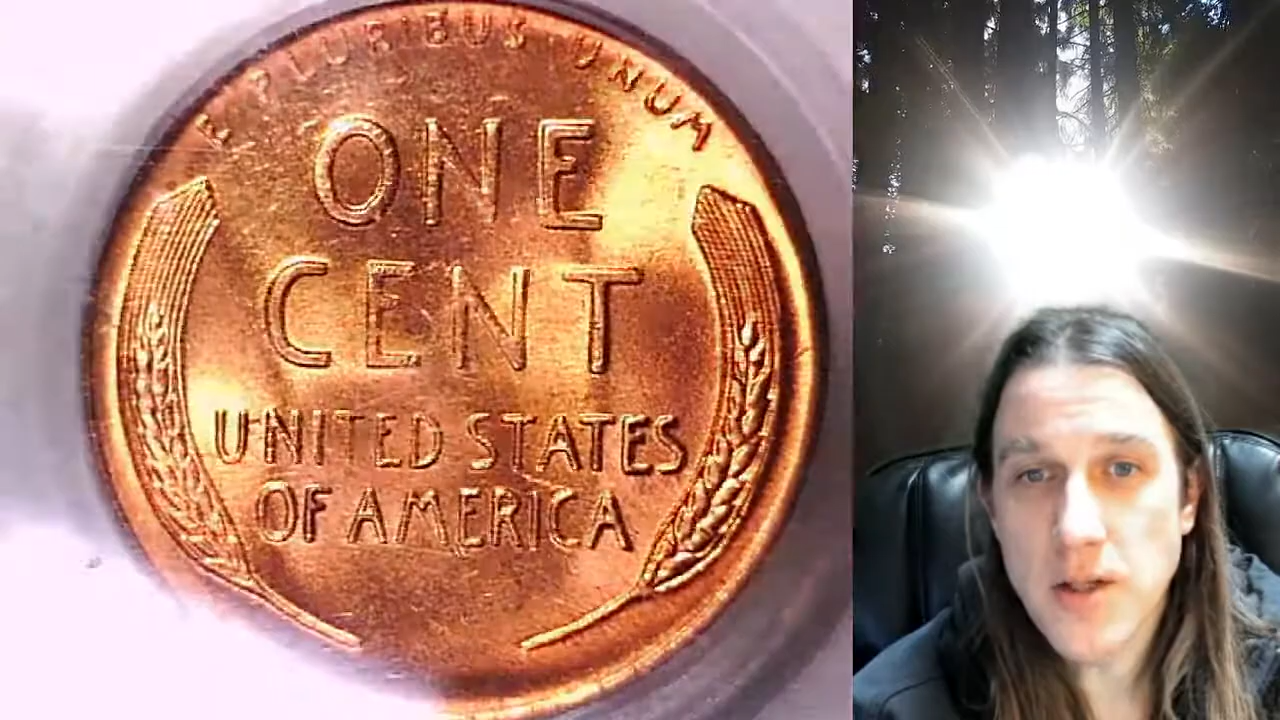 E PLURIBUS UNUM
ONE
CENT
UNITED STATES
OF AMERICA